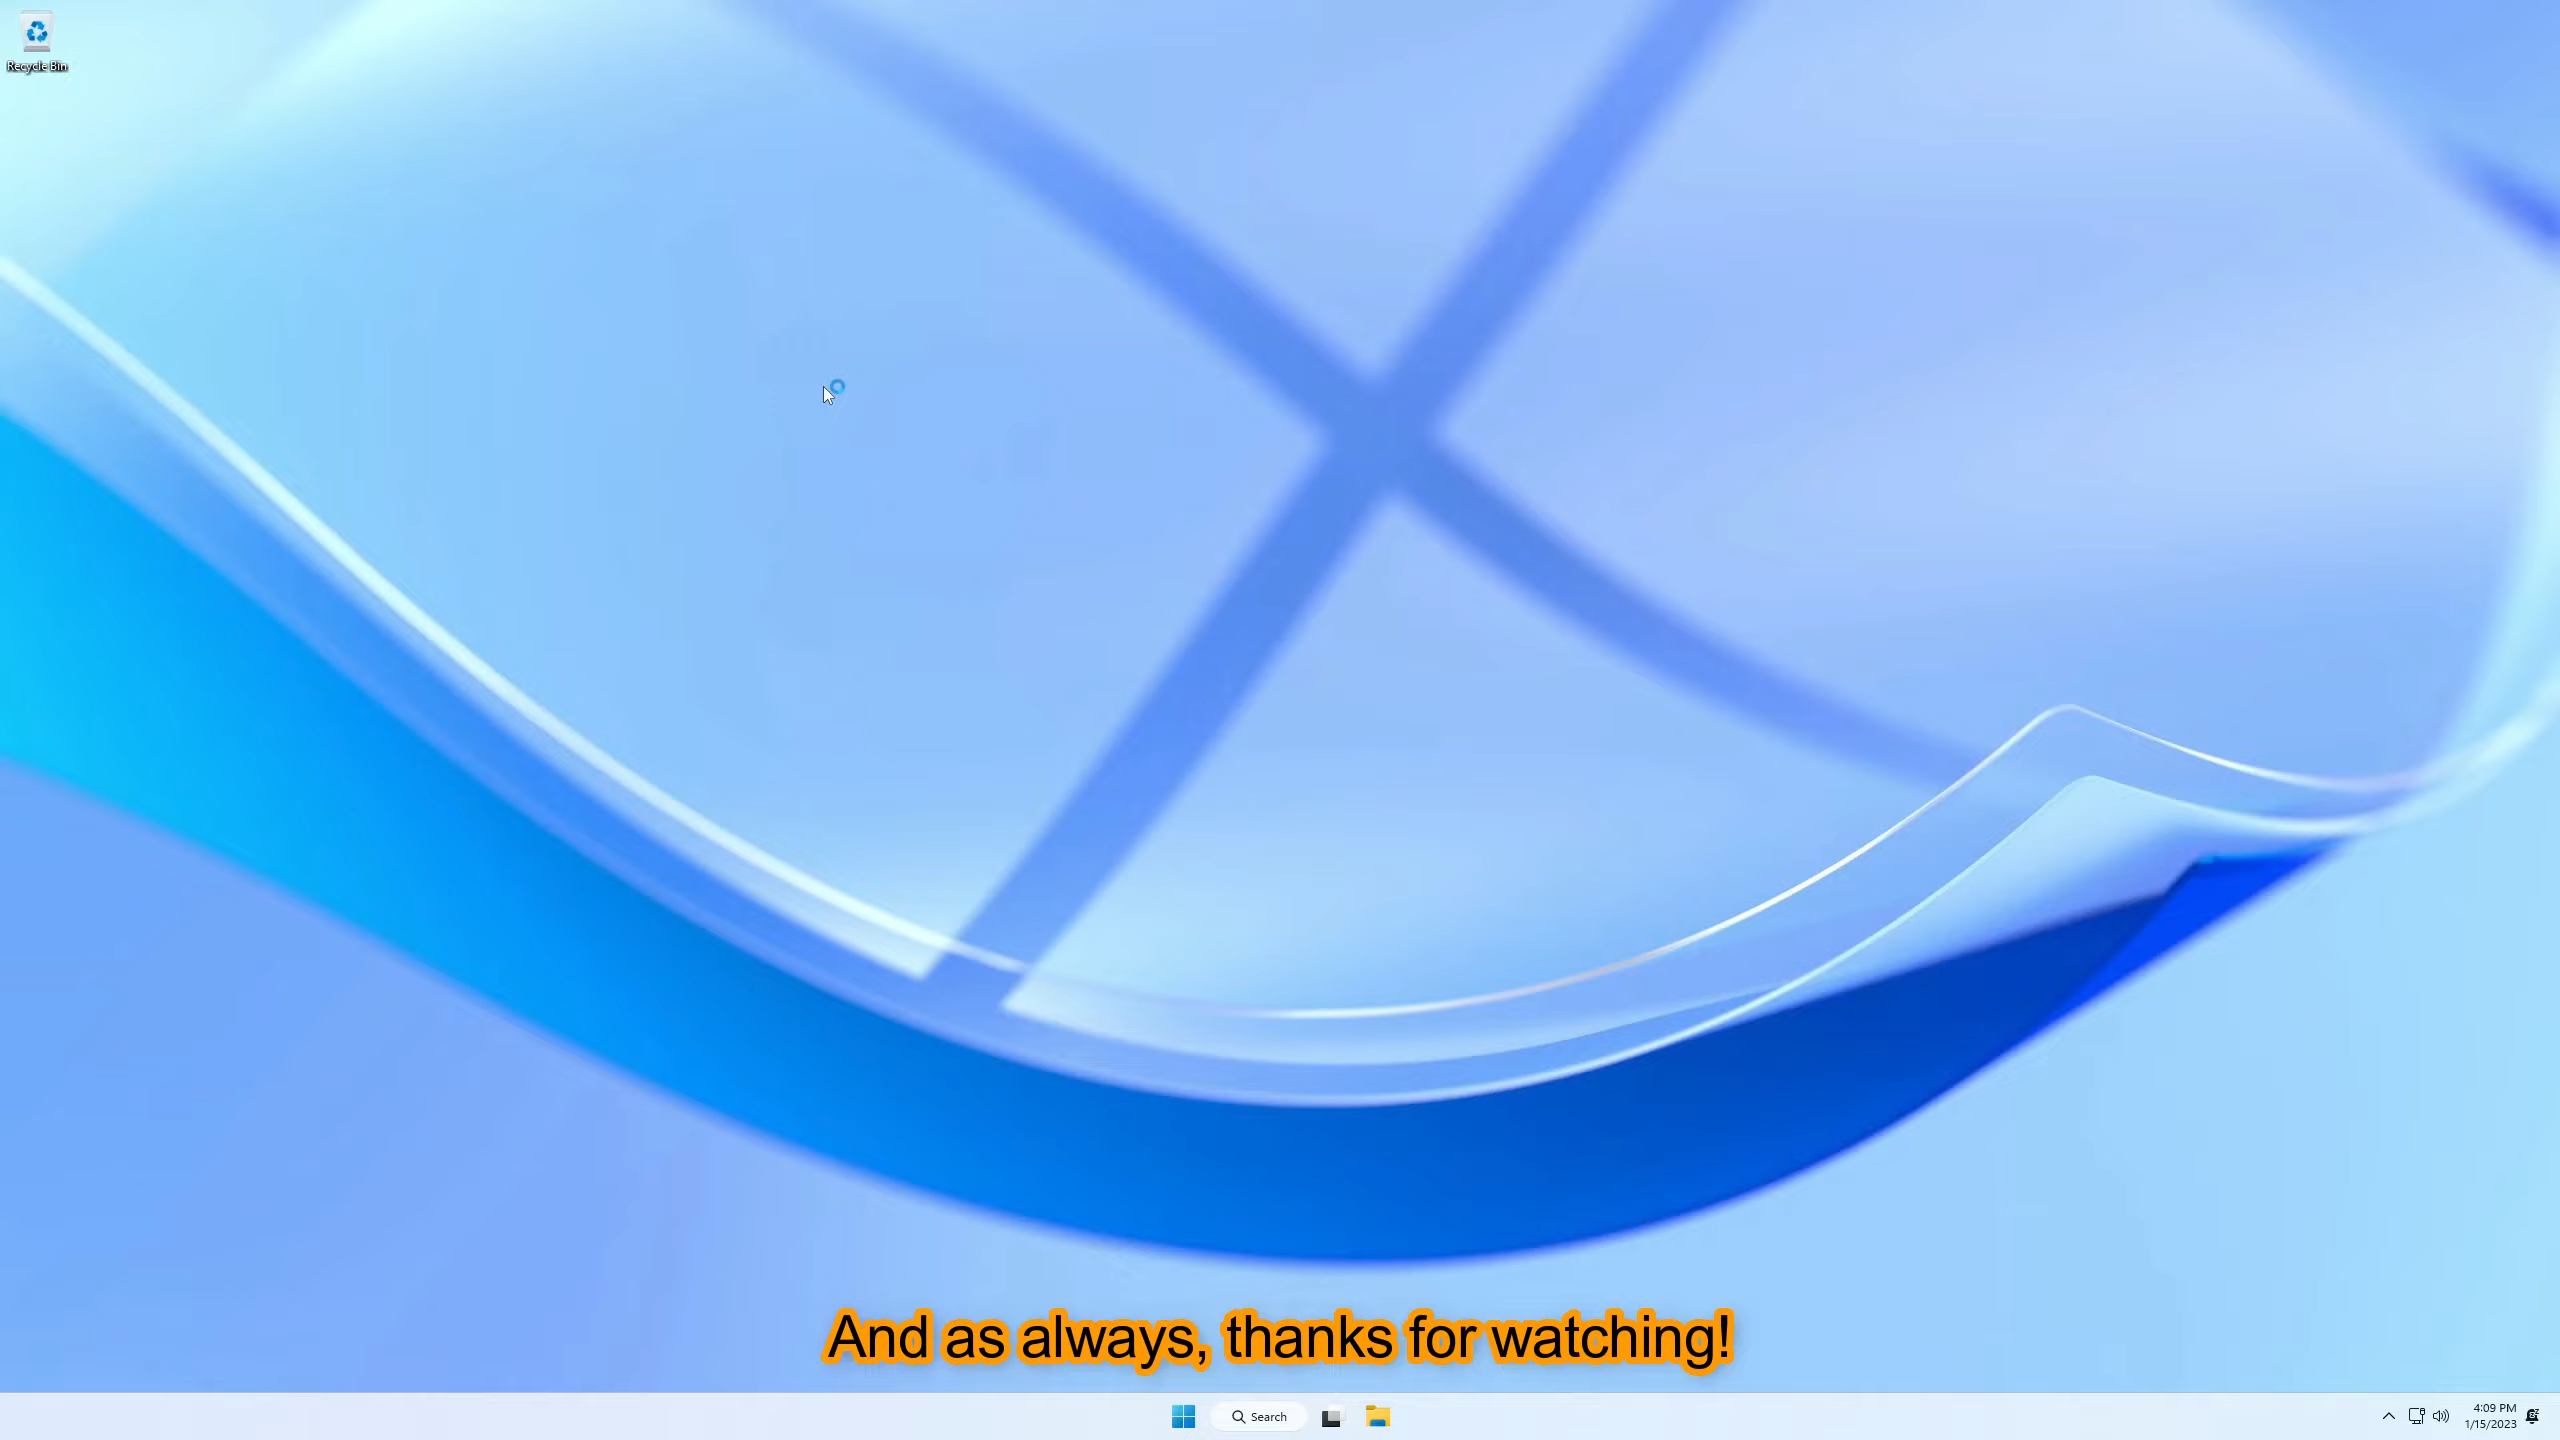 Recycle Bin
And as always, thanks for watching!
Search
4:09 PM
1/15/2023